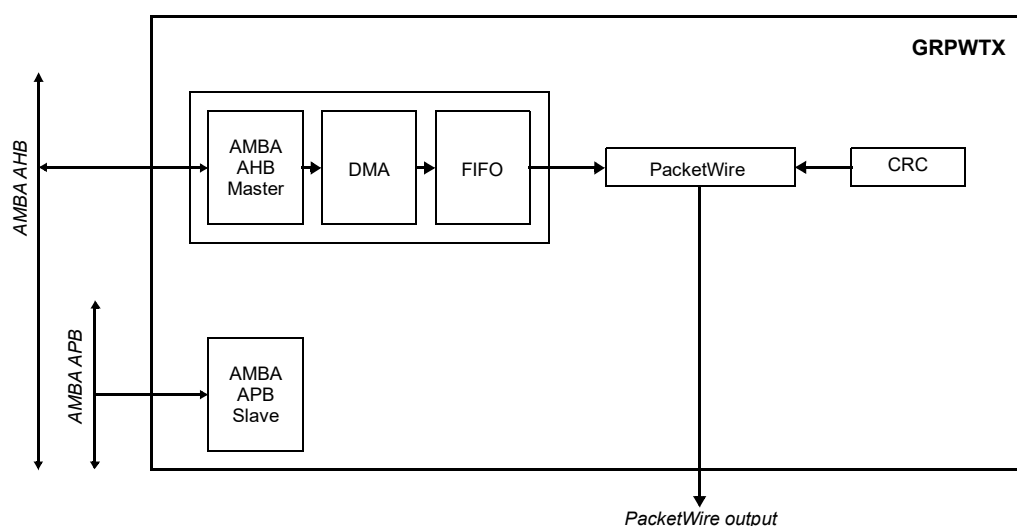 GRPWTX
AMBA AHB
AMBA
AHB
Master
DMA
FIFO
PacketWire
CRC
AMBA APB
AMBA
APB
Slave
PacketWire output